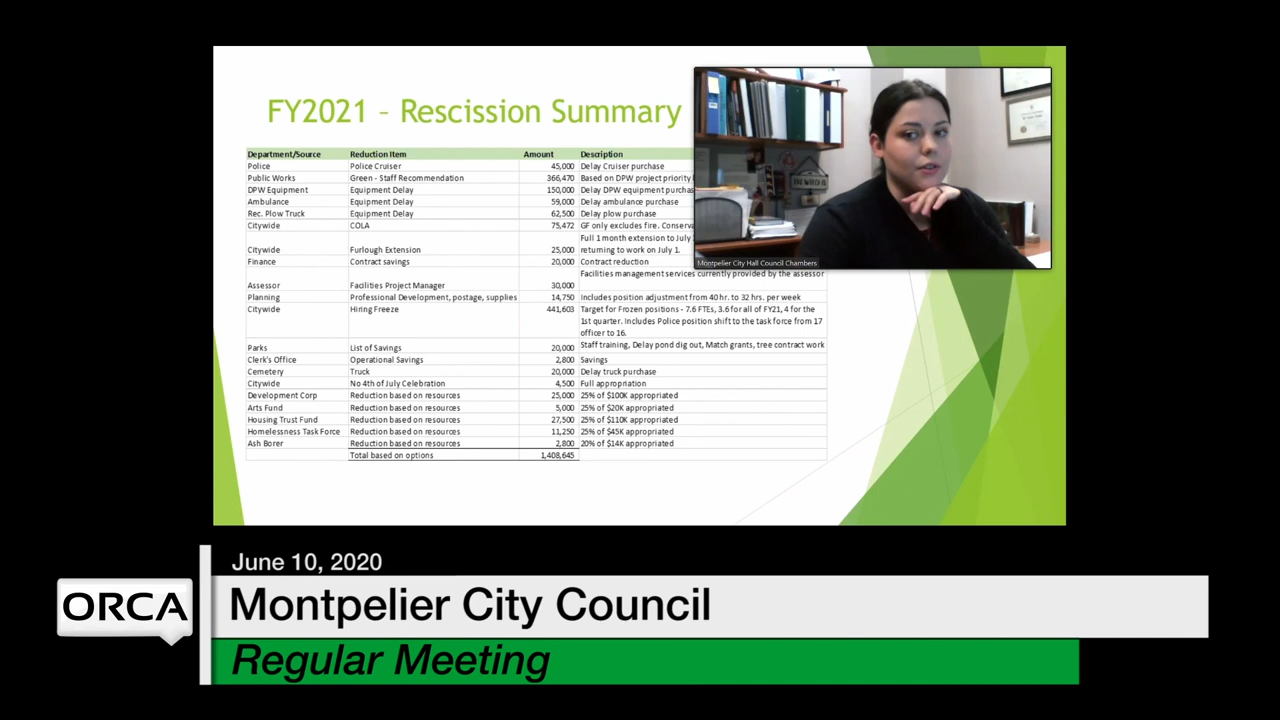 FY2021 – Rescission Summary
Department/Source Reduction Item Amount Description
Police Police Cruiser 45,000 Delay Cruiser purchase
Public Works Green - Staff Recommendation 366,470 Based on DPW project priority
DPW Equipment Equipment Delay 150,000 Delay DPW equipment purchas
Ambulance Equipment Delay 59,000 Delay ambulance purchase
Rec. Plow Truck Equipment Delay 62,500 Delay plow purchase
Citywide COLA 75,472 GF only excludes fire. Conserva
Full 1 month extension to July
Citywide Furlough Extension 25,000 returning to work on July 1.
Finance Contract savings 20,000 Contract reduction
Facilities management services currently provided by the assessor
Assessor Facilities Project Manager 30,000
Planning Professional Development, postage, supplies 14,750 Includes position adjustment from 40 hr. to 32 hrs. per week
Citywide Hiring Freeze 441,603 Target for Frozen positions - 7.6 FTEs, 3.6 for all of FY21, 4 for the
1st quarter. Includes Police position shift to the task force from 17
officer to 16.
Parks List of Savings 20,000 Staff training, Delay pond dig out, Match grants, tree contract work
Clerk's Office Operational Savings 2,800 Savings
Cemetery Truck 20,000 Delay truck purchase
Citywide No 4th of July Celebration 4,500 Full appropriation
Development Corp Reduction based on resources 25,000 25% of $100K appropriated
Arts Fund Reduction based on resources 5,000 25% of $20K appropriated
Housing Trust Fund Reduction based on resources 27,500 25% of $110K appropriated
Homelessness Task Force Reduction based on resources 11,250 25% of $45K appropriated
Ash Borer Reduction based on resources 2,800 20% of $14K appropriated
Total based on options 1,408,645
Montpelier City Hall Council Chambers
June 10, 2020
ORCA
Montpelier City Council
Regular Meeting